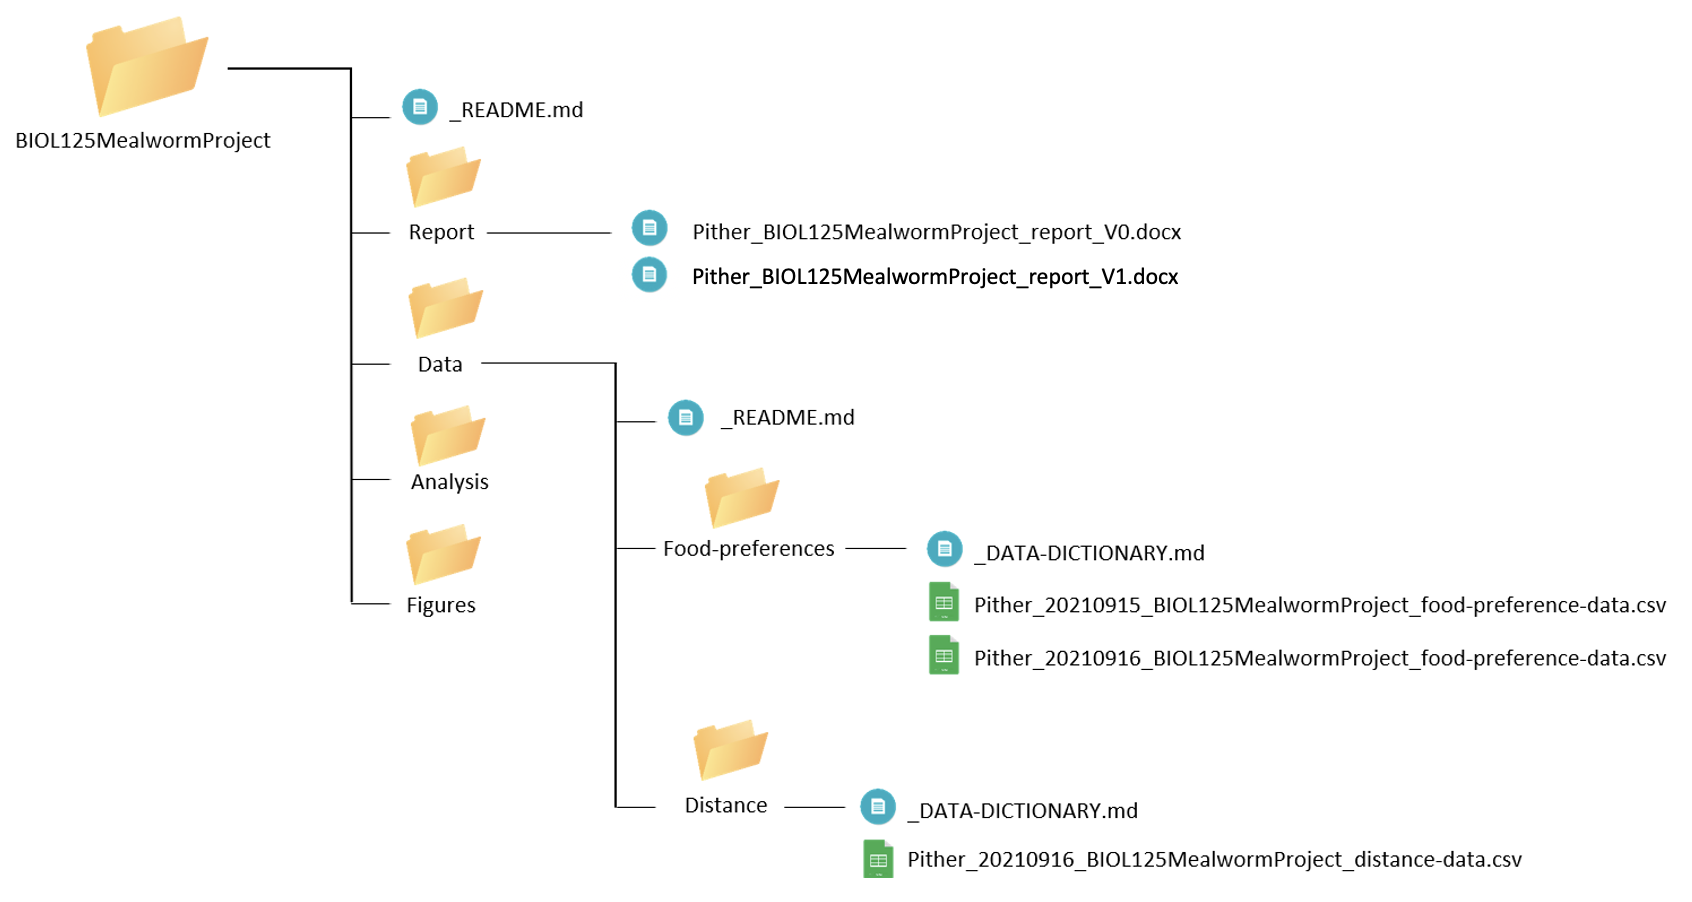 BIOL125MealwormProject
_README.md
Report
Pither_BIOL125MealwormProject_report_V0.docx
Pither_BIOL125MealwormProject_report_V1.docx
Data
_README.md
Analysis
Food-preferences
_DATA-DICTIONARY.md
Pither_20210915_BIOL125MealwormProject_food-preference-data.csv
Pither_20210916_BIOL125MealwormProject_food-preference-data.csv
Figures
Distance
_DATA-DICTIONARY.md
Pither_20210916_BIOL125MealwormProject_distance-data.csv